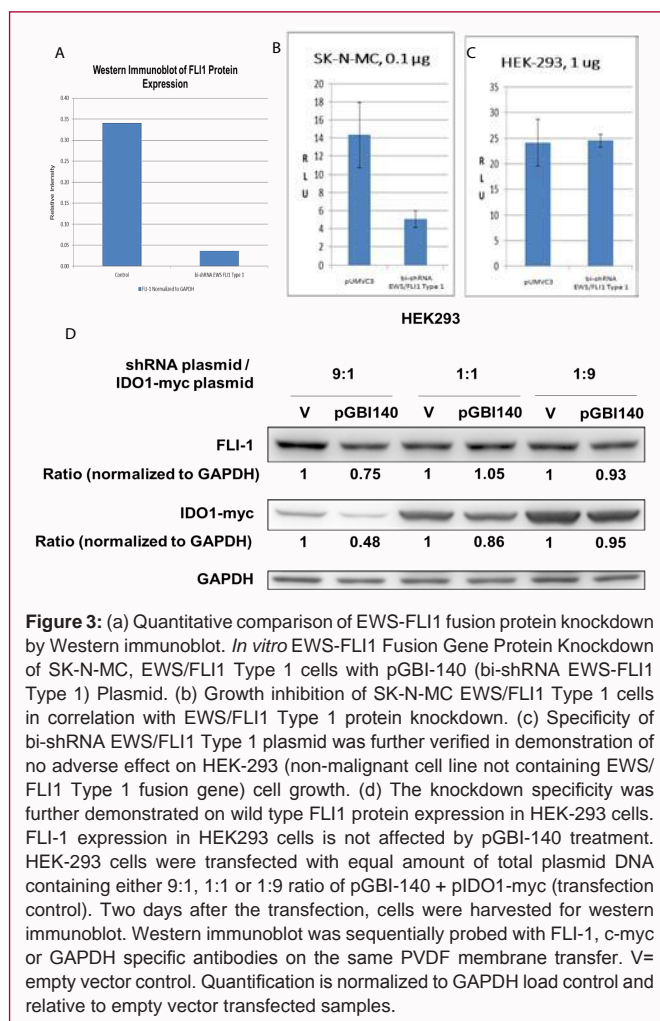 A
Western Immunoblot of FLI1 Protein
Expression
0.40
0.35
0.30
0.25
0.20
0.15
0.10
0.05
0.00
Relative Intensity
Control
bi-shRNA EWS FLI1 Type 1
FLI-1 Normalized to GAPDH
B
SK-N-MC, 0.1 µg
20
18
16
14
12
10
8
6
4
2
0
R
L
U
pUMVC3
bi-shRNA
EWS/FLI1 Type 1
C
HEK-293, 1 ug
35
30
25
20
15
10
5
0
R
L
U
pUMVC3
bi-shRNA
EWS/FLI1 Type 1
HEK293
D
shRNA plasmid /
IDO1-myc plasmid
9:1 1:1 1:9
V pGBI140 V pGBI140 V pGBI140
FLI-1
Ratio (normalized to GAPDH) 1 0.75 1 1.05 1 0.93
IDO1-myc
Ratio (normalized to GAPDH) 1 0.48 1 0.86 1 0.95
GAPDH
Figure 3: (a) Quantitative comparison of EWS-FLI1 fusion protein knockdown
by Western immunoblot. In vitro EWS-FLI1 Fusion Gene Protein Knockdown
of SK-N-MC, EWS/FLI1 Type 1 cells with pGBI-140 (bi-shRNA EWS-FLI1
Type 1) Plasmid. (b) Growth inhibition of SK-N-MC EWS/FLI1 Type 1 cells
in correlation with EWS/FLI1 Type 1 protein knockdown. (c) Specificity of
bi-shRNA EWS/FLI1 Type 1 plasmid was further verified in demonstration of
no adverse effect on HEK-293 (non-malignant cell line not containing EWS/
FLI1 Type 1 fusion gene) cell growth. (d) The knockdown specificity was
further demonstrated on wild type FLI1 protein expression in HEK-293 cells.
FLI-1 expression in HEK293 cells is not affected by pGBI-140 treatment.
HEK-293 cells were transfected with equal amount of total plasmid DNA
containing either 9:1, 1:1 or 1:9 ratio of pGBI-140 + pIDO1-myc (transfection
control). Two days after the transfection, cells were harvested for western
immunoblot. Western immunoblot was sequentially probed with FLI-1, c-myc
or GAPDH specific antibodies on the same PVDF membrane transfer. V=
empty vector control. Quantification is normalized to GAPDH load control and
relative to empty vector transfected samples.